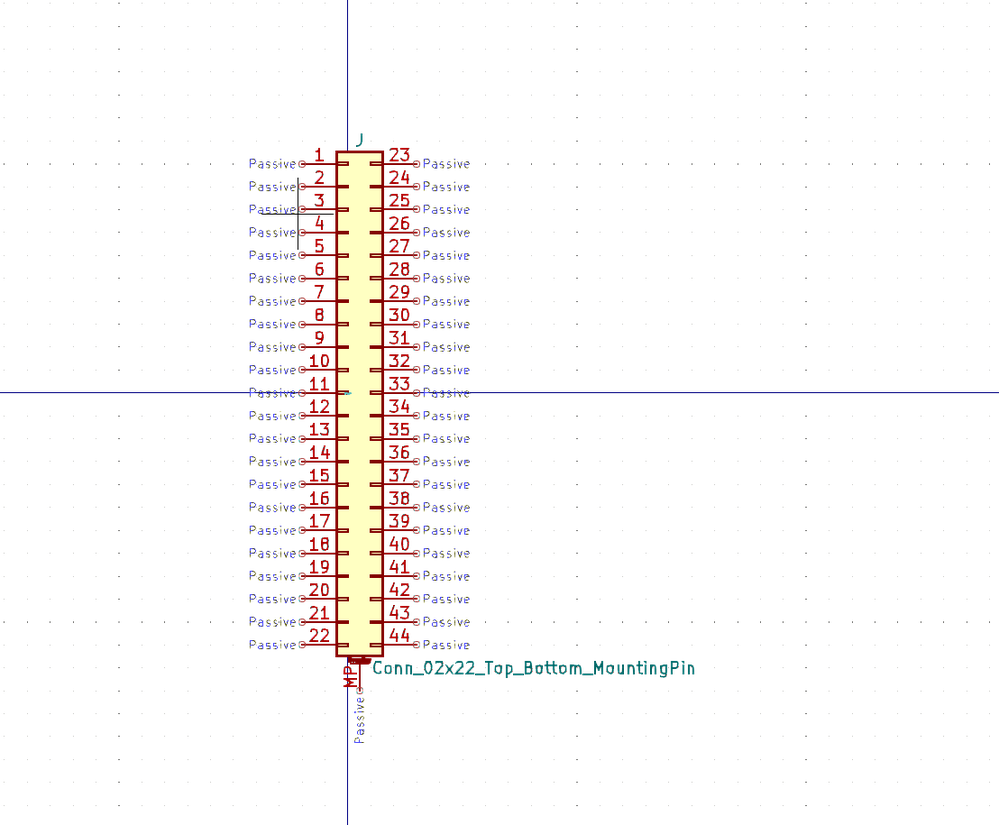 J
Passive 1 23 Passive
Passive 2 24 Passive
Passive 3 25 Passive
Passive 4 26 Passive
Passive 5 27 Passive
Passive 6 28 Passive
Passive 7 29 Passive
Passive 8 30 Passive
Passive 9 31 Passive
Passive 10 32 Passive
Passive 11 33 Passive
Passive 12 34 Passive
Passive 13 35 Passive
Passive 14 36 Passive
Passive 15 37 Passive
Passive 16 38 Passive
Passive 17 39 Passive
Passive 18 40 Passive
Passive 19 41 Passive
Passive 20 42 Passive
Passive 21 43 Passive
Passive 22 44 Passive
MP Conn_02x22_Top_Bottom_MountingPin
Passive